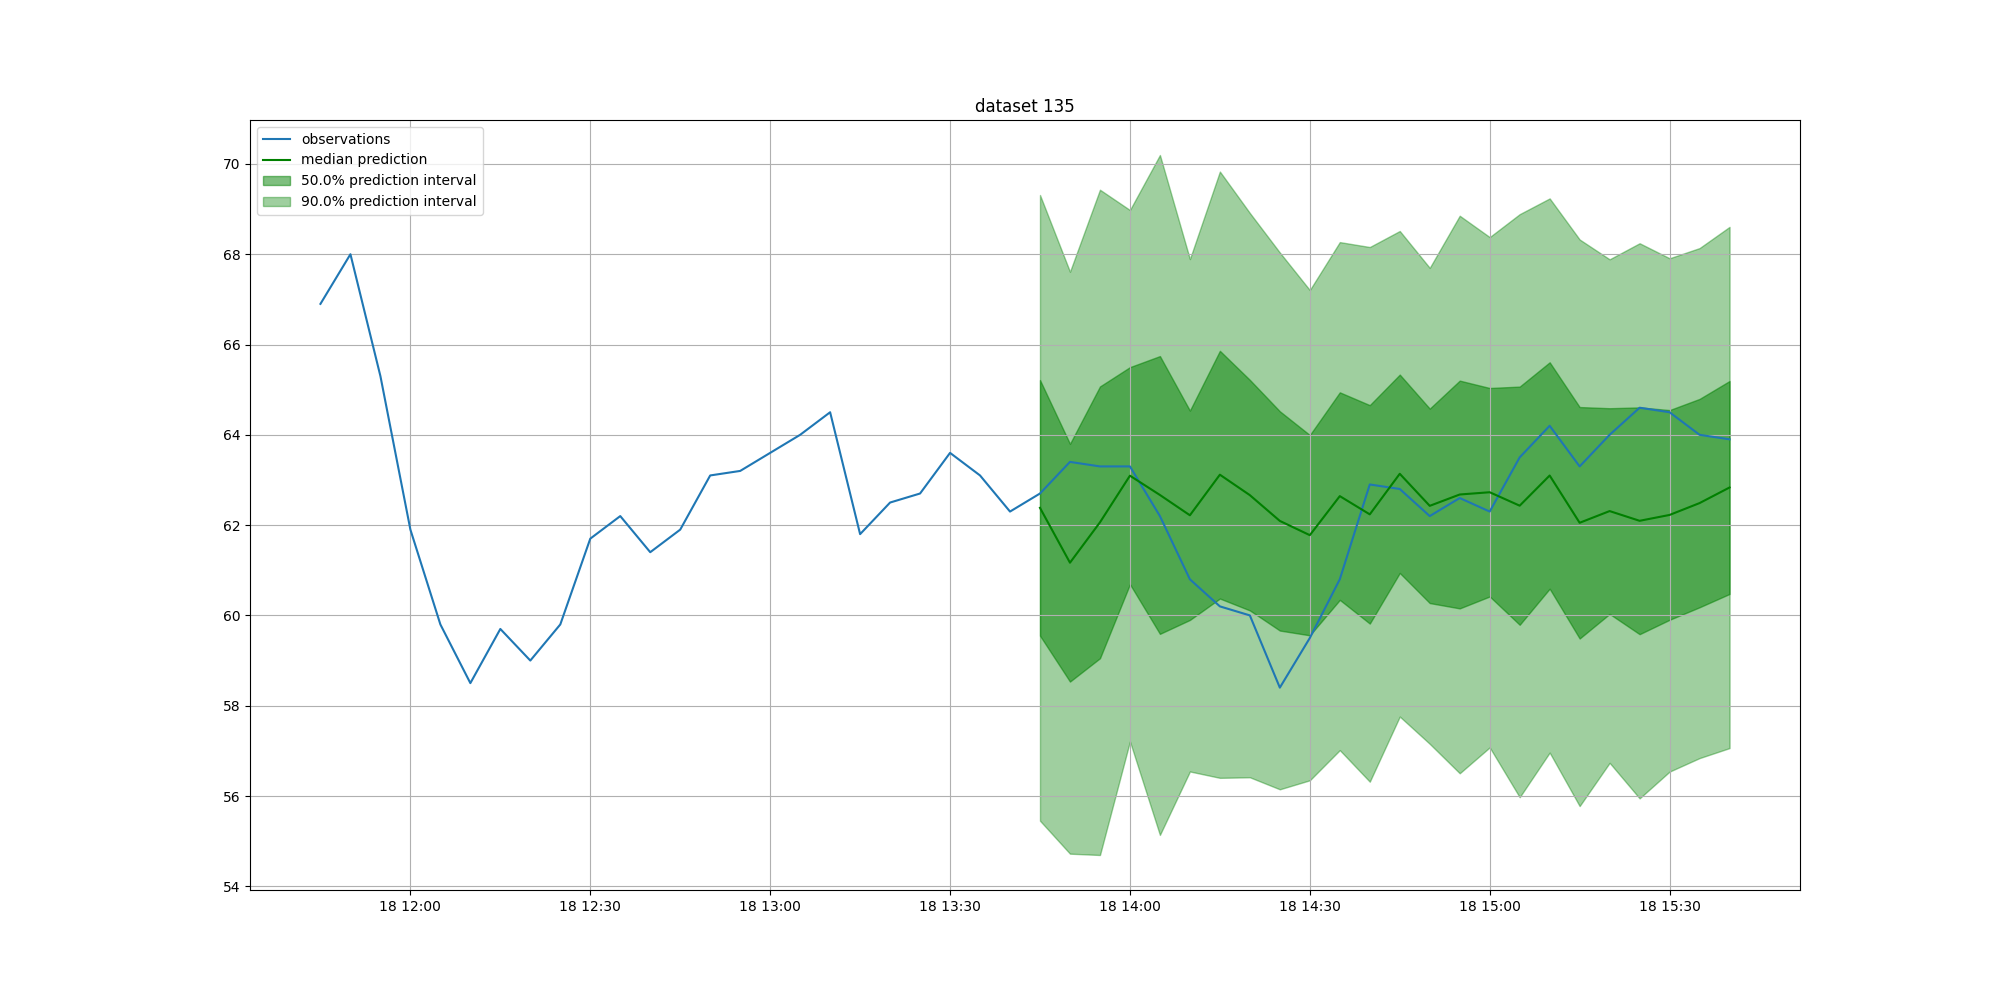 dataset 135
observations
median prediction
50.0% prediction interval
90.0% prediction interval
70
68
66
64
62
60
58
56
54
18 12:00 18 12:30 18 13:00 18 13:30 18 14:00 18 14:30 18 15:00 18 15:30